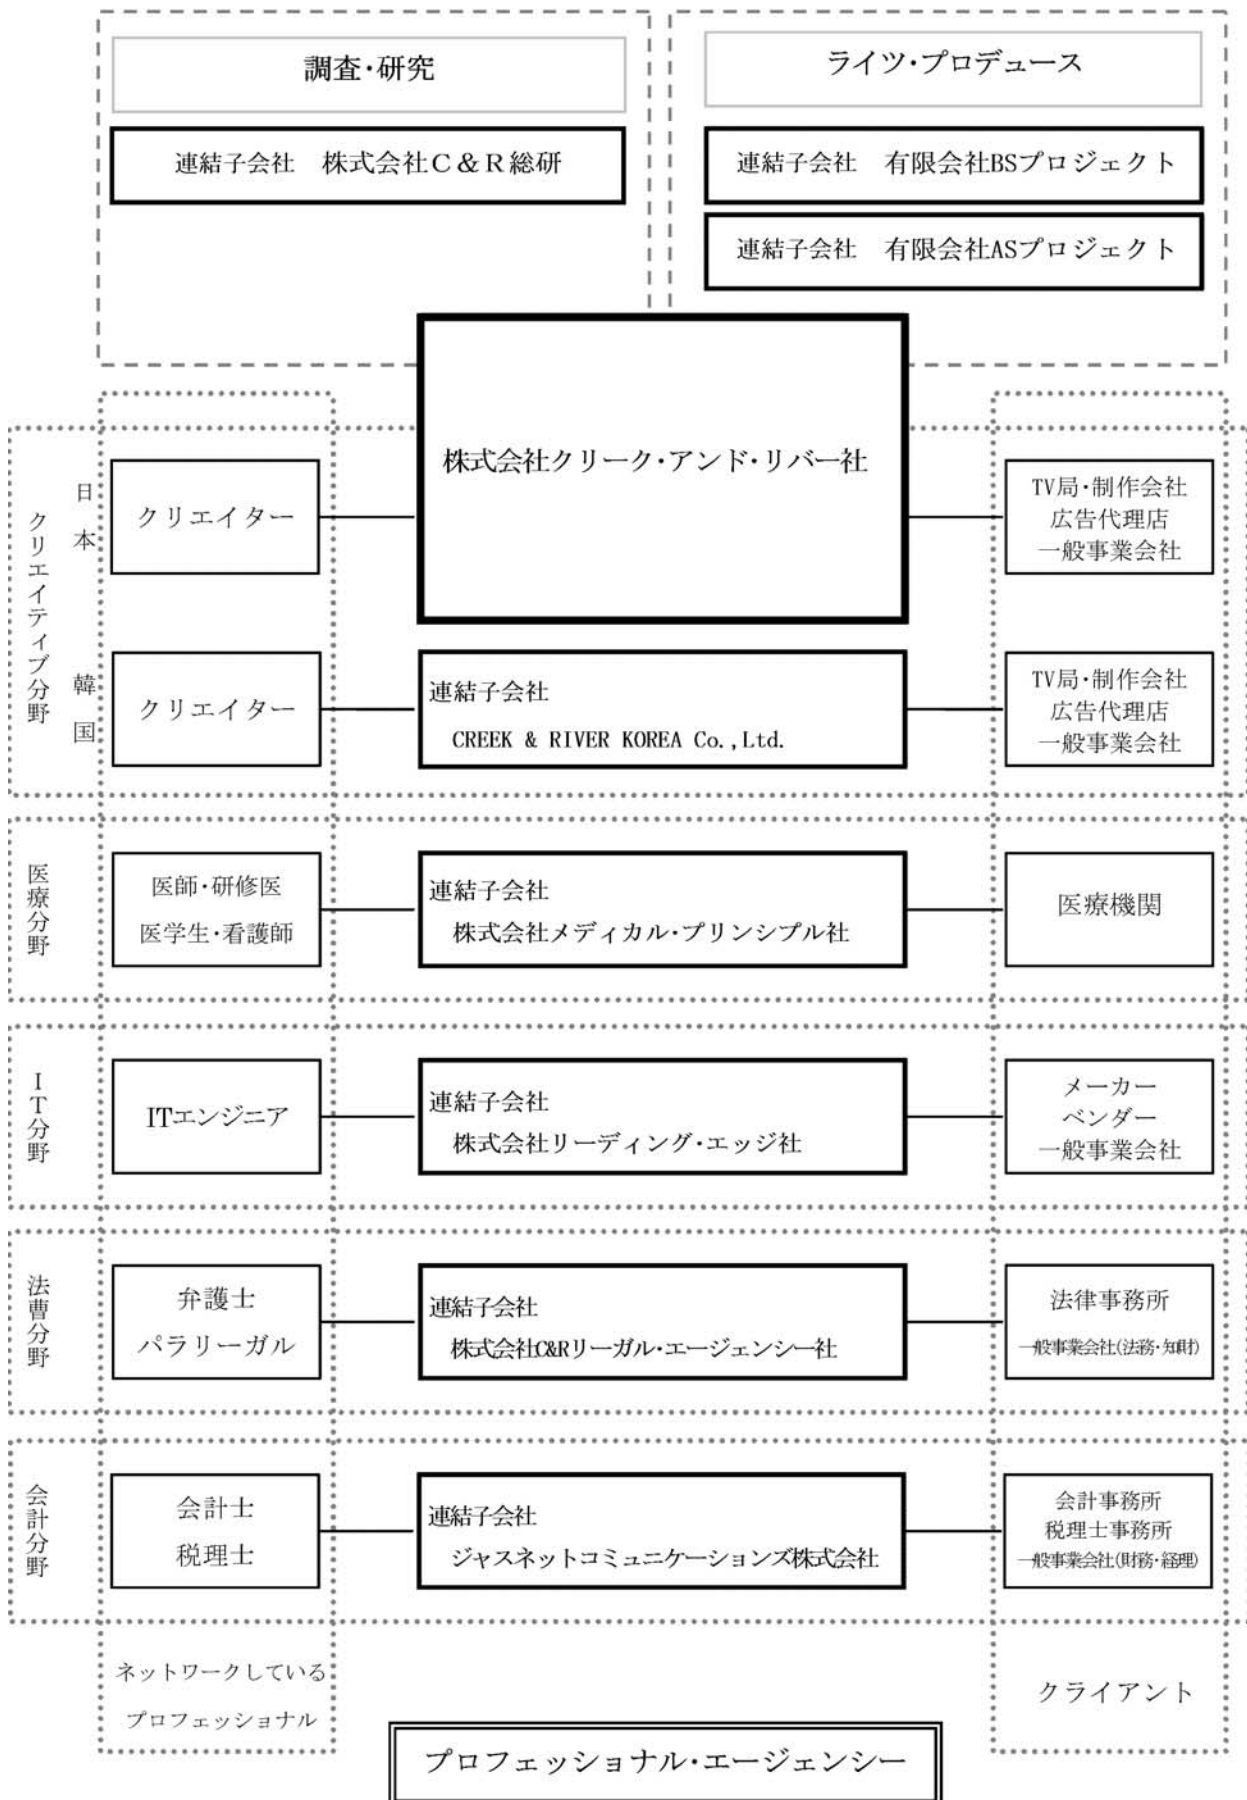 調査・研究
連結子会社　株式会社Ｃ＆Ｒ総研
ライツ・プロデュース
連結子会社　有限会社BSプロジェクト
連結子会社　有限会社ASプロジェクト
株式会社クリーク・アンド・リバー社
クリエイティブ分野
日本
クリエイター
TV局・制作会社
広告代理店
一般事業会社
韓国
クリエイター
連結子会社
CREEK & RIVER KOREA Co.,Ltd.
TV局・制作会社
広告代理店
一般事業会社
医療分野
医師・研修医
医学生・看護師
連結子会社
株式会社メディカル・プリンシプル社
医療機関
IT分野
ITエンジニア
連結子会社
株式会社リーディング・エッジ社
メーカー
ベンダー
一般事業会社
法曹分野
弁護士
パラリーガル
連結子会社
株式会社C&Rリーガル・エージェンシー社
法律事務所
一般事業会社(法務・知財)
会計分野
会計士
税理士
連結子会社
ジャスネットコミュニケーションズ株式会社
会計事務所
税理士事務所
一般事業会社(財務・経理)
ネットワークしている
プロフェッショナル
クライアント
プロフェッショナル・エージェンシー